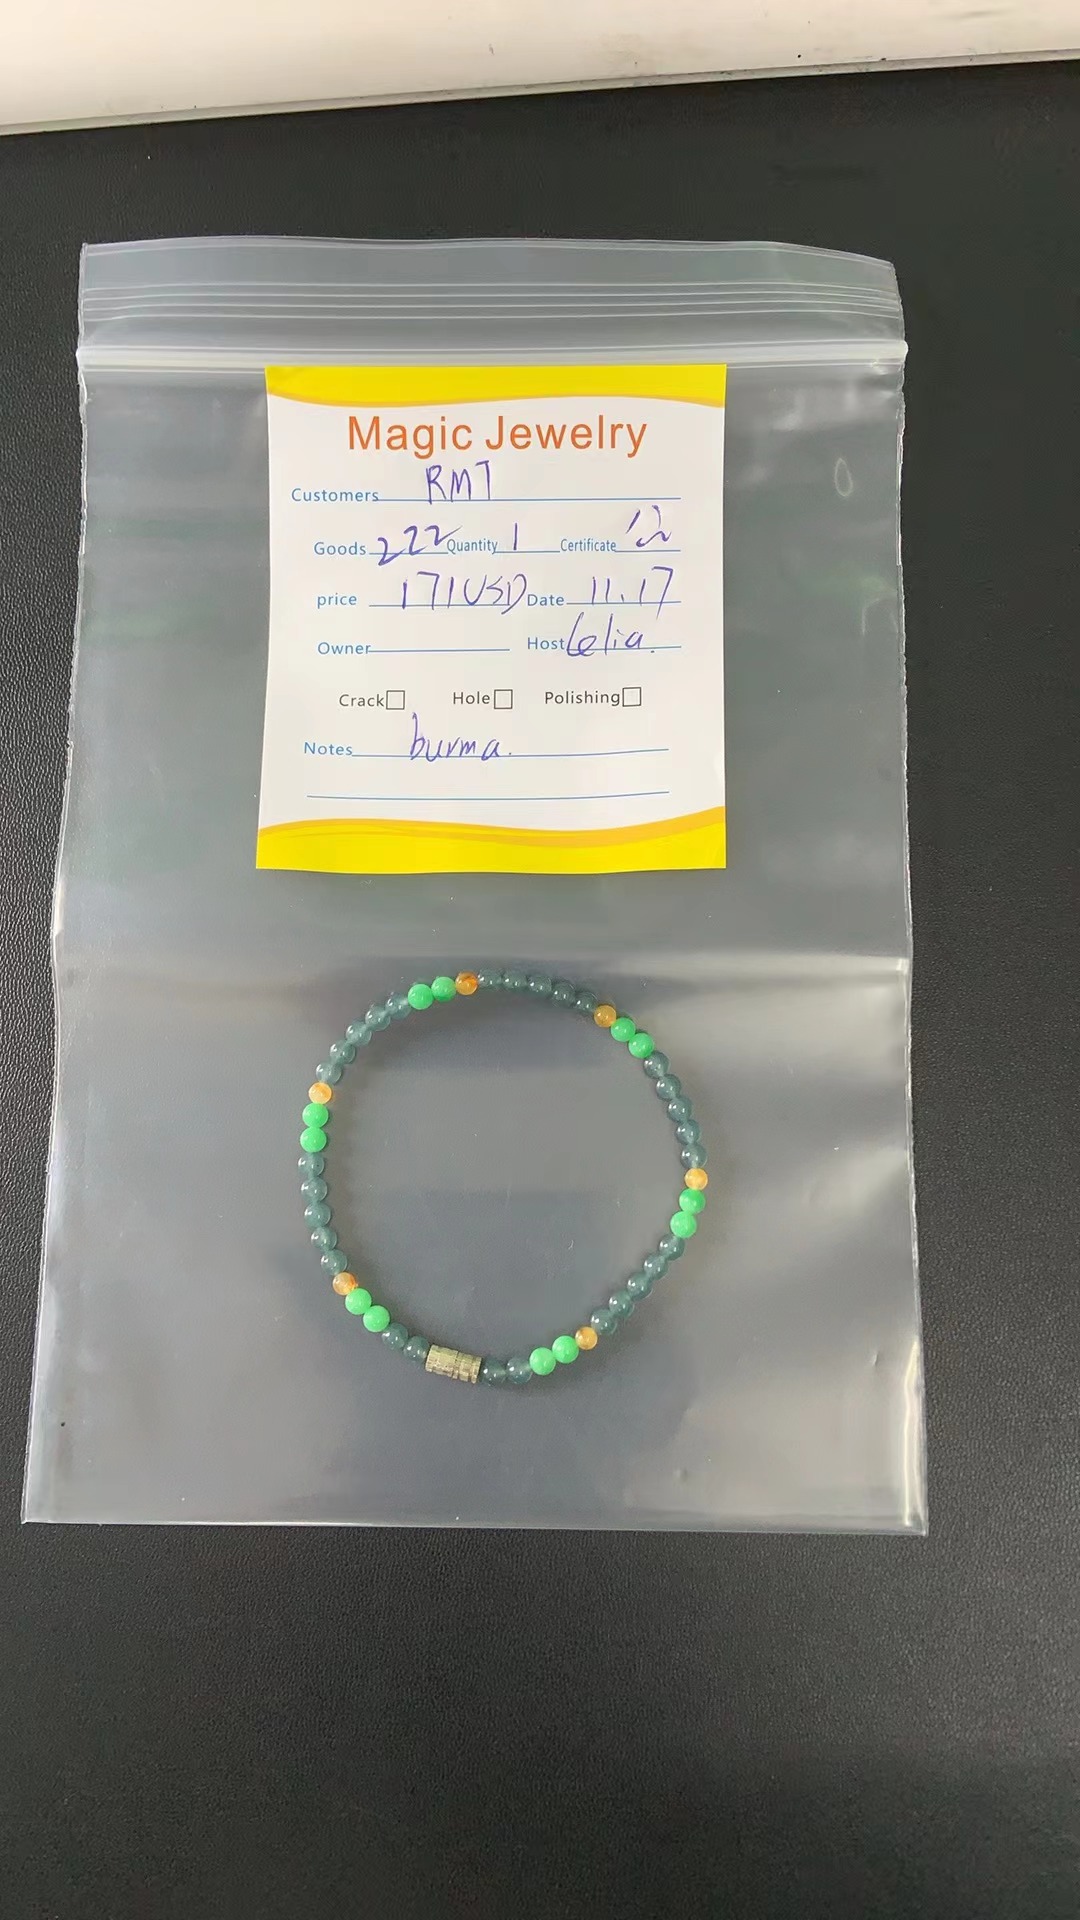 Magic Jewelry
Customers RMT
Goods 222 Quantity 1 Certificate
price 171USD Date 11.17
Owner Host Celia.
Crack Hole Polishing
Notes burma.